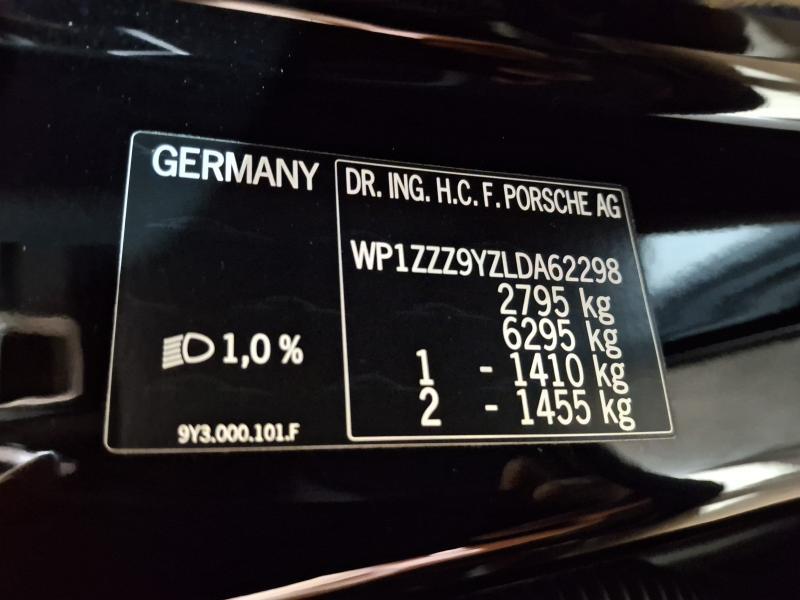 GERMANY
DR. ING. H.C. F. PORSCHE AG
WP1ZZZ9YZLDA62298
2795 kg
6295 kg
1 - 1410 kg
2 - 1455 kg
1,0 %
9Y3.000.101.F